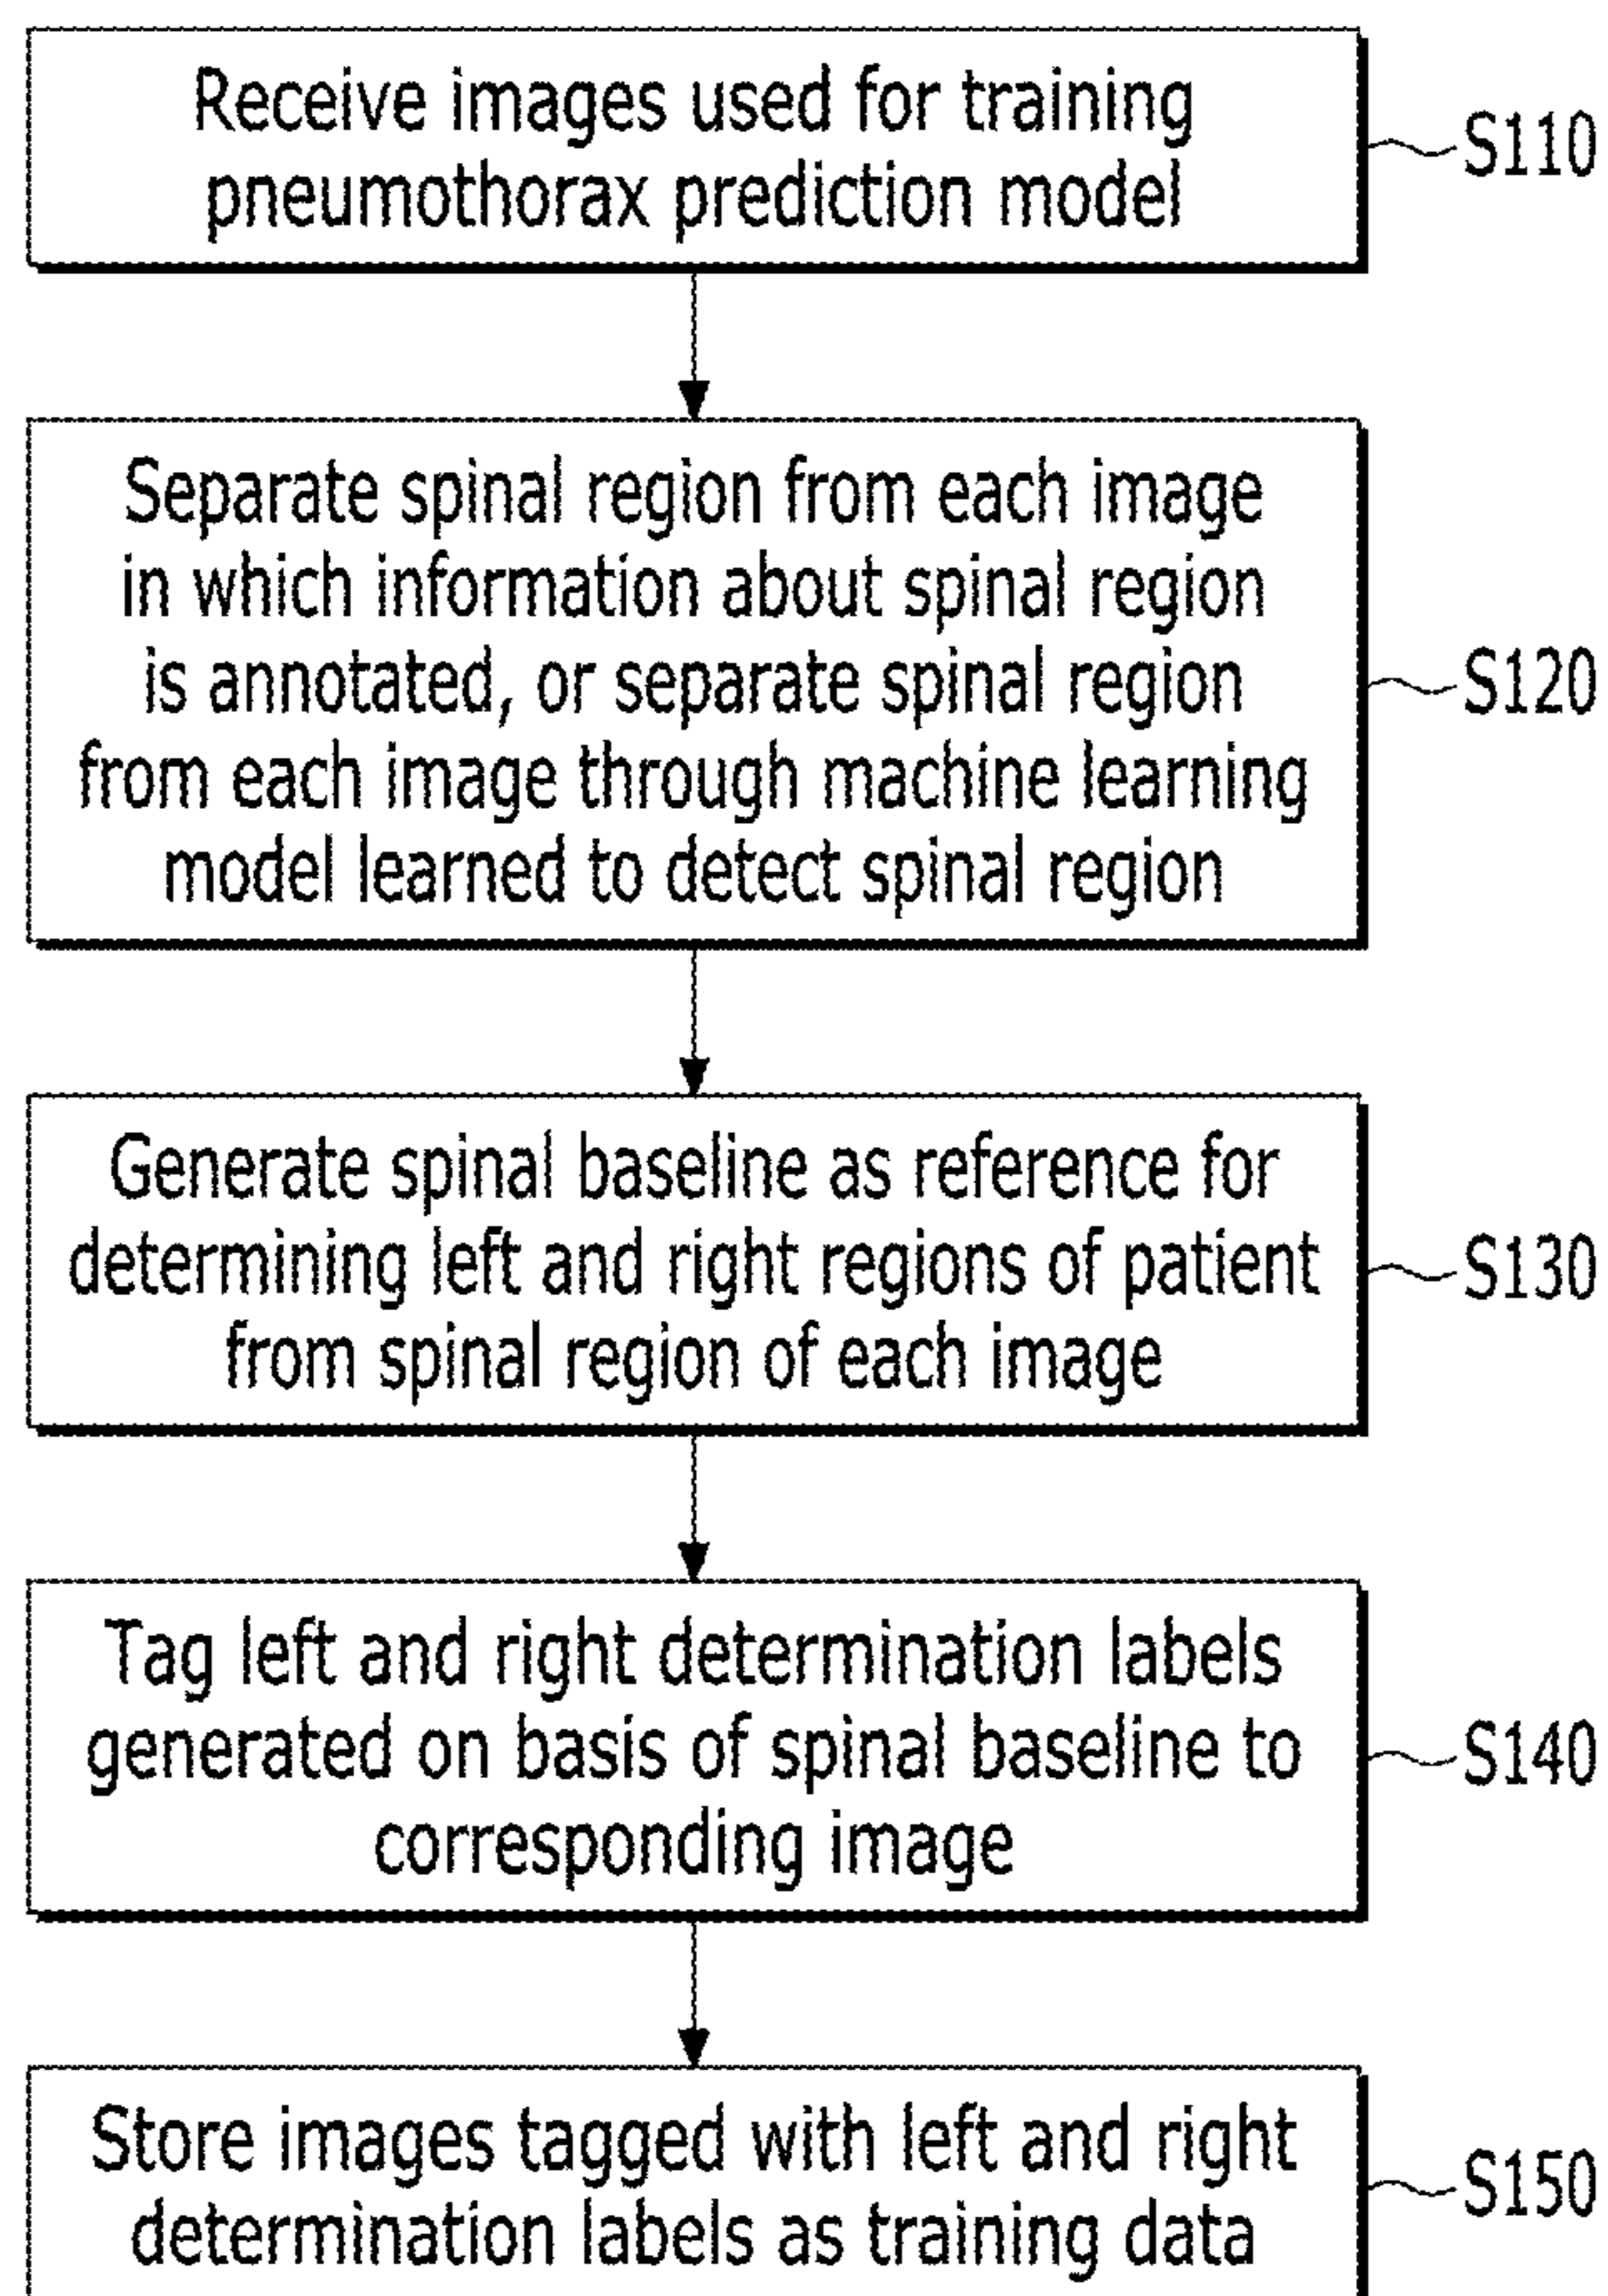 Receive images used for training
pneumothorax prediction model
S110
Separate spinal region from each image
in which information about spinal region
is annotated, or separate spinal region
from each image through machine learning
model learned to detect spinal region
S120
Generate spinal baseline as reference for
determining left and right regions of patient
from spinal region of each image
S130
Tag left and right determination labels
generated on basis of spinal baseline to
corresponding image
S140
Store images tagged with left and right
determination labels as training data
S150